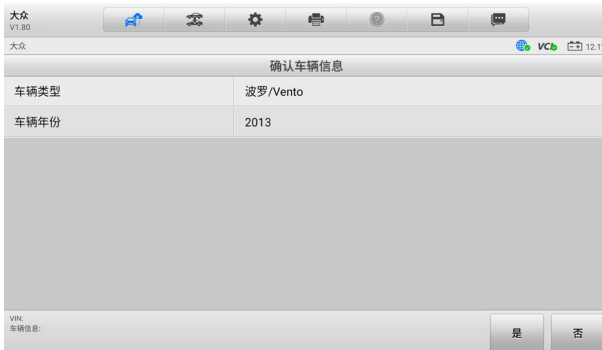 大众
V1.80
大众
VCI
12.1
确认车辆信息
车辆类型 波罗/Vento
车辆年份 2013
VIN:
车辆信息:
是 否